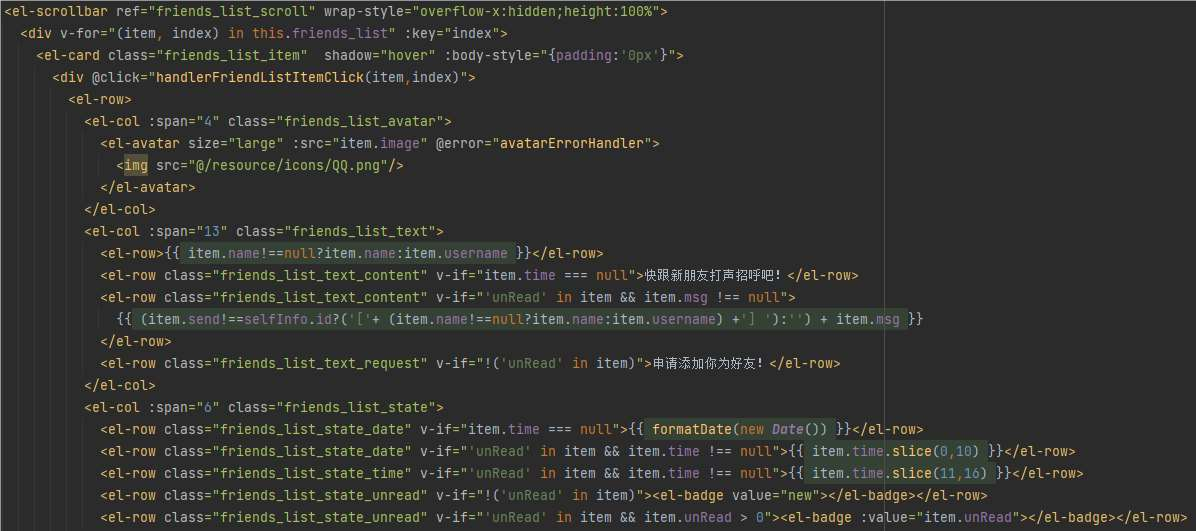 <el-scrollbar ref="friends_list_scroll" wrap-style="overflow-x:hidden;height:100%">
<div v-for="(item, index) in this.friends_list" :key="index">
<el-card class="friends_list_item"  shadow="hover" :body-style="{padding:'0px'}">
<div @click="handlerFriendListItemClick(item,index)">
<el-row>
<el-col :span="4" class="friends_list_avatar">
<el-avatar size="large" :src="item.image" @error="avatarErrorHandler">
<img src="@/resource/icons/QQ.png"/>
</el-avatar>
</el-col>
<el-col :span="13" class="friends_list_text">
<el-row>{{ item.name!==null?item.name:item.username }}</el-row>
<el-row class="friends_list_text_content" v-if="item.time === null">快跟新朋友打声招呼吧！</el-row>
<el-row class="friends_list_text_content" v-if="'unRead' in item && item.msg !== null">
{{ (item.send!==selfInfo.id?('['+ (item.name!==null?item.name:item.username) +'] '):'') + item.msg }}
</el-row>
<el-row class="friends_list_text_request" v-if="!('unRead' in item)">申请添加你为好友！</el-row>
</el-col>
<el-col :span="6" class="friends_list_state">
<el-row class="friends_list_state_date" v-if="item.time === null">{{ formatDate(new Date()) }}</el-row>
<el-row class="friends_list_state_date" v-if="'unRead' in item && item.time !== null">{{ item.time.slice(0,10) }}</el-row>
<el-row class="friends_list_state_time" v-if="'unRead' in item && item.time !== null">{{ item.time.slice(11,16) }}</el-row>
<el-row class="friends_list_state_unread" v-if="!('unRead' in item)"><el-badge value="new"></el-badge></el-row>
<el-row class="friends_list_state_unread" v-if="'unRead' in item && item.unRead > 0"><el-badge :value="item.unRead"></el-badge></el-row>